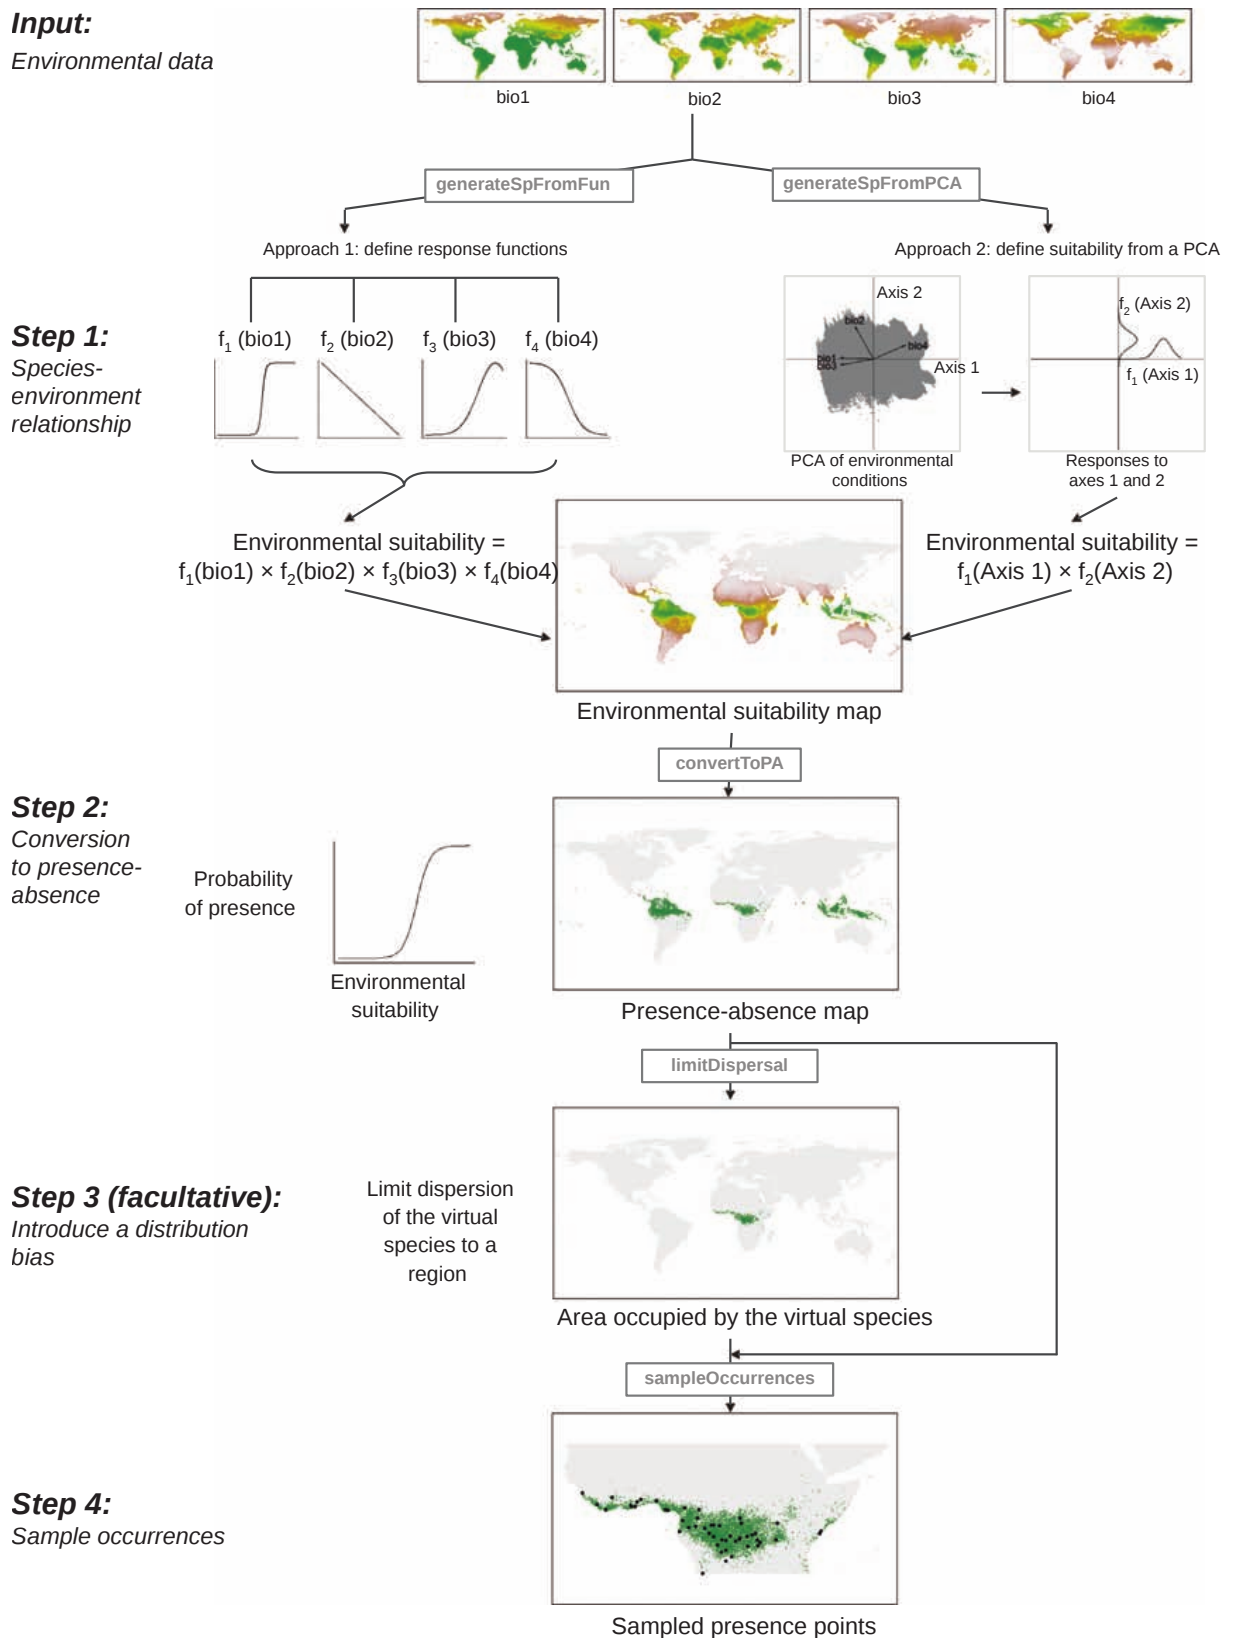 Input:
Environmental data
bio1
bio2
bio3
bio4
generateSpFromFun
generateSpFromPCA
Approach 1: define response functions
Approach 2: define suitability from a PCA
Step 1:
Species-
environment
relationship
f1 (bio1)
f2 (bio2)
f3 (bio3)
f4 (bio4)
Axis 2
bio2
bio4
bio1
bio3
Axis 1
f2 (Axis 2)
f1 (Axis 1)
PCA of environmental
conditions
Responses to
axes 1 and 2
Environmental suitability =
f1(bio1) × f2(bio2) × f3(bio3) × f4(bio4)
Environmental suitability =
f1(Axis 1) × f2(Axis 2)
Environmental suitability map
convertToPA
Step 2:
Conversion
to presence-
absence
Probability
of presence
Environmental
suitability
Presence-absence map
limitDispersal
Step 3 (facultative):
Introduce a distribution
bias
Limit dispersion
of the virtual
species to a
region
Area occupied by the virtual species
sampleOccurrences
Step 4:
Sample occurrences
Sampled presence points